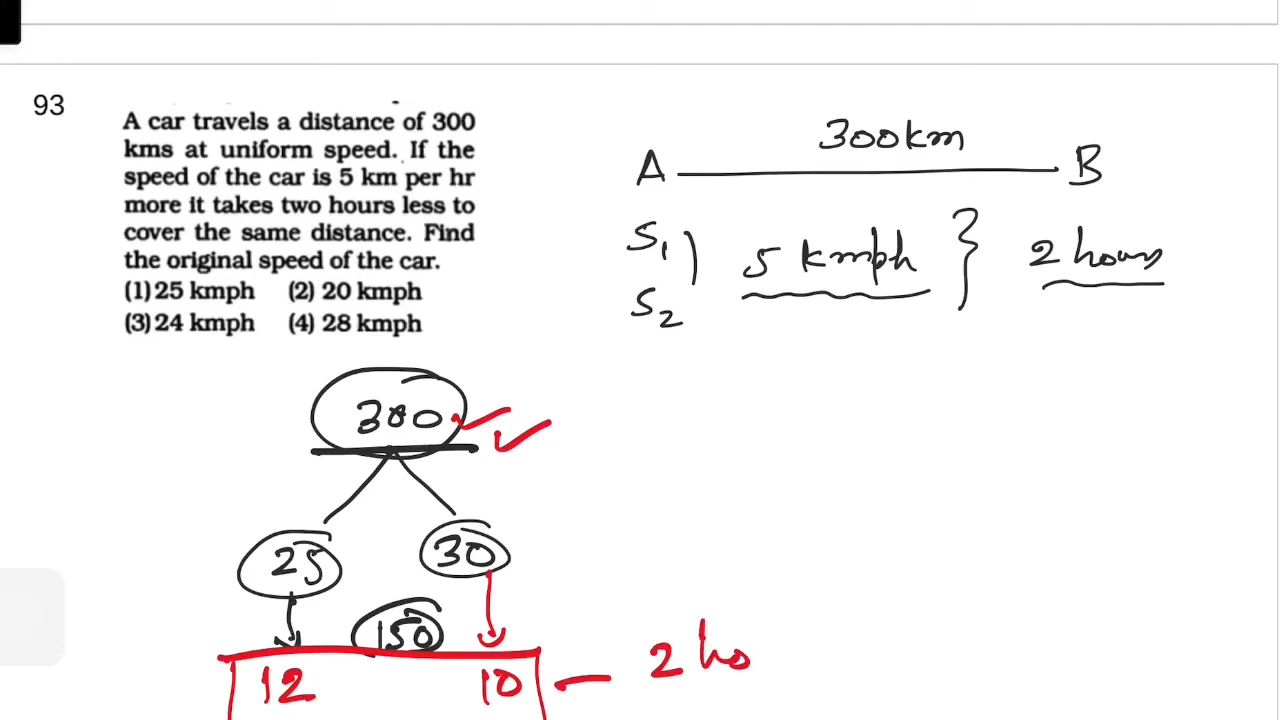 93
A car travels a distance of 300
kms at uniform speed. If the
speed of the car is 5 km per hr
more it takes two hours less to
cover the same distance. Find
the original speed of the car.
(1) 25 kmph (2) 20 kmph
(3) 24 kmph (4) 28 kmph
300km
A B
S1
5 kmph } 2 hours
S2
300
25 30
150
12 10 — 2 ho